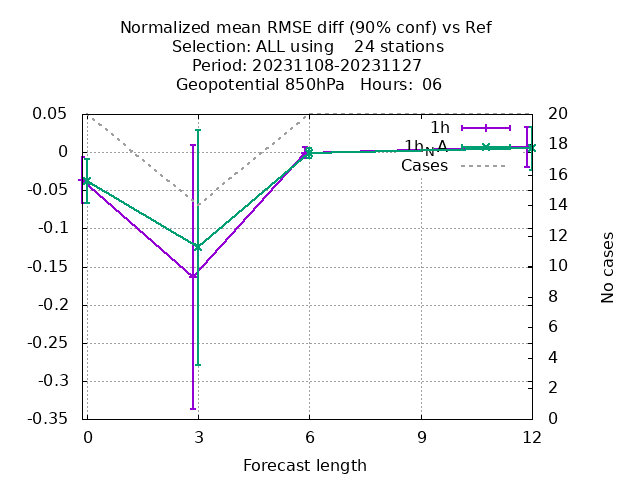 Normalized mean RMSE diff (90% conf) vs Ref
Selection: ALL using    24 stations
Period: 20231108-20231127
Geopotential 850hPa   Hours:  06
0.05
0
-0.05
-0.1
-0.15
-0.2
-0.25
-0.3
-0.35
1h
1hNA
Cases
20
18
16
14
12
10
8
6
4
2
0
No cases
0 3 6 9 12
Forecast length